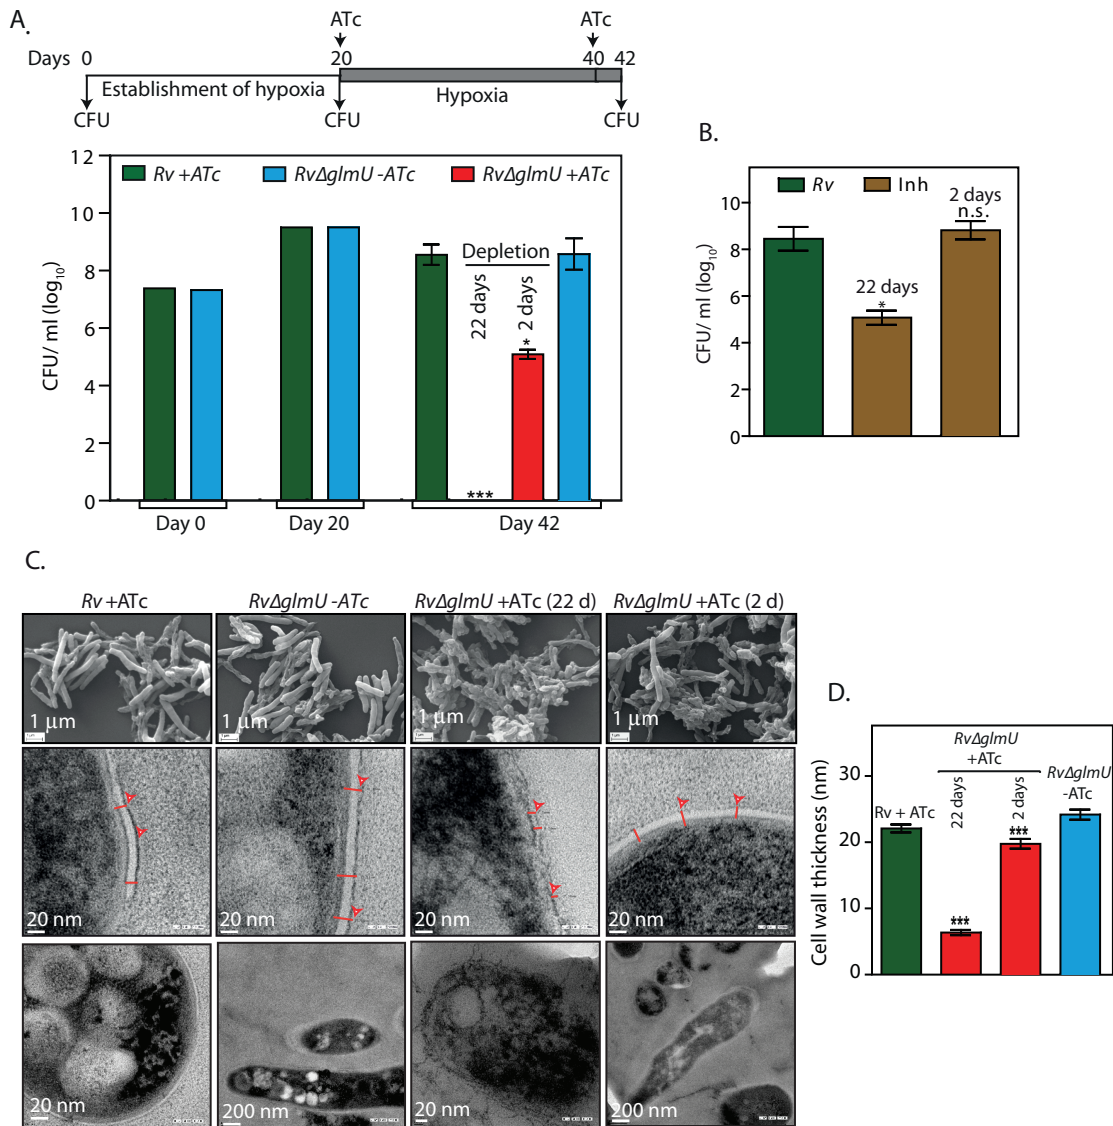 A.
ATc ATc
Days 0 20 40 42
Establishment of hypoxia Hypoxia
CFU CFU CFU
12
10
8
6
4
2
0
CFU/ ml (log10)
Rv +ATc RvΔglmU -ATc RvΔglmU +ATc
Depletion
22 days
2 days
*
***
Day 0 Day 20 Day 42
B.
Rv Inh
10
8
6
4
2
0
CFU/ ml (log10)
22 days
*
2 days
n.s.
C.
Rv +ATc RvΔglmU -ATc RvΔglmU +ATc (22 d) RvΔglmU +ATc (2 d)
1 μm 1 μm 1 μm 1 μm
20 nm 20 nm 20 nm 20 nm
20 nm 200 nm 20 nm 200 nm
D.
30
20
10
0
Cell wall thickness (nm)
RvΔglmU
+ATc
Rv + ATc
22 days
2 days
RvΔglmU
-ATc
***
***